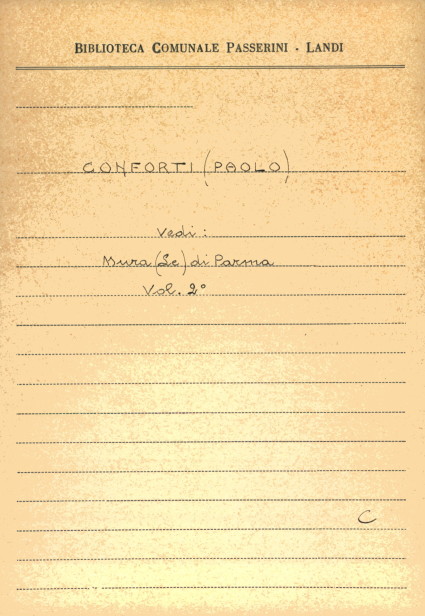 BIBLIOTECA COMUNALE PASSERINI - LANDI
CONFORTI (PAOLO)
Vedi:
Mura (Le) di Parma
Vol. 2°
C